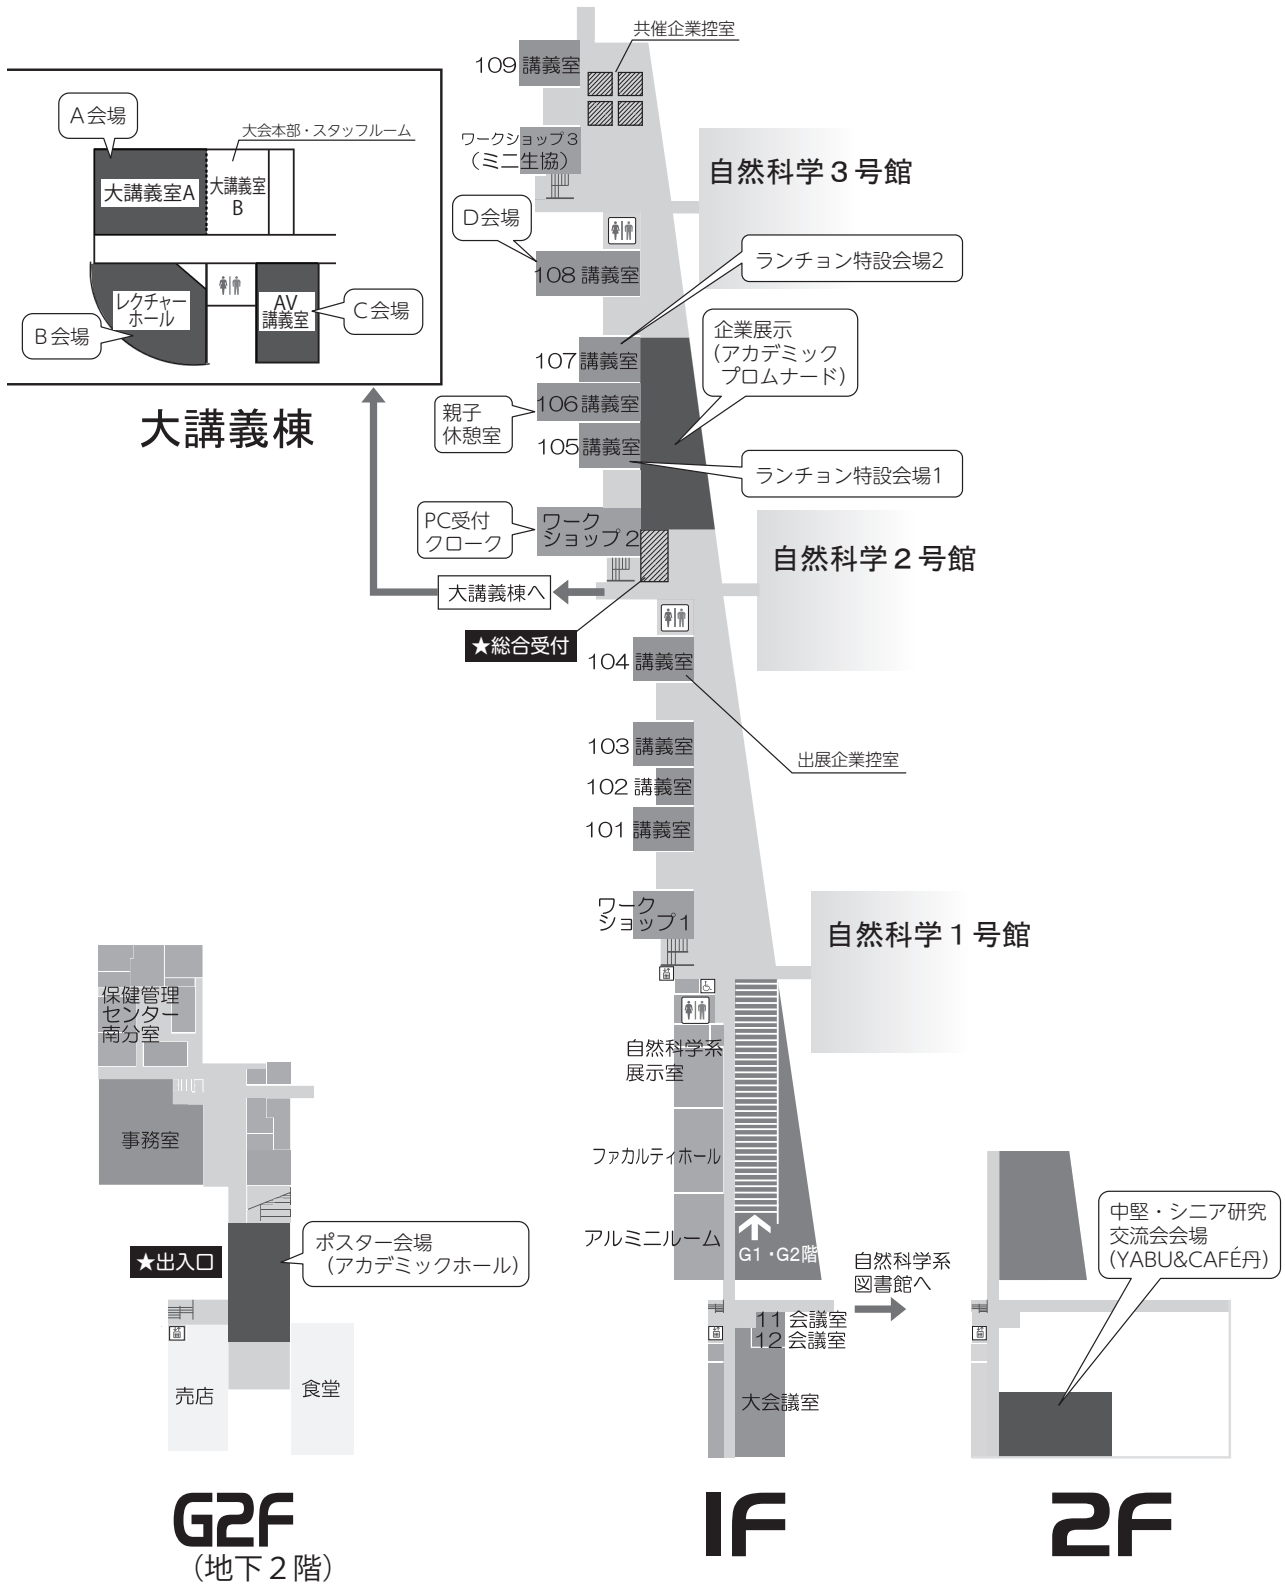 共催企業控室
109 講義室
A会場
大会本部・スタッフルーム
大講義室A
大講義室
B
ワークショップ3
（ミニ生協）
自然科学3号館
D会場
108 講義室
ランチョン特設会場2
レクチャー
ホール
AV
講義室
C会場
B会場
企業展示
(アカデミック
プロムナード)
107 講義室
106 講義室
親子
休憩室
105 講義室
大講義棟
ランチョン特設会場1
PC受付
クローク
ワーク
ショップ2
自然科学2号館
大講義棟へ
★総合受付
104 講義室
103 講義室
出展企業控室
102 講義室
101 講義室
ワーク
ショップ1
自然科学1号館
保健管理
センター
南分室
自然科学系
展示室
事務室
ファカルティホール
ポスター会場
（アカデミックホール）
★出入口
アルミニルーム
G1・G2階
自然科学系
図書館へ
中堅・シニア研究
交流会会場
(YABU&CAFÉ丹)
11 会議室
12 会議室
売店
食堂
大会議室
G2F
（地下2階）
1F
2F